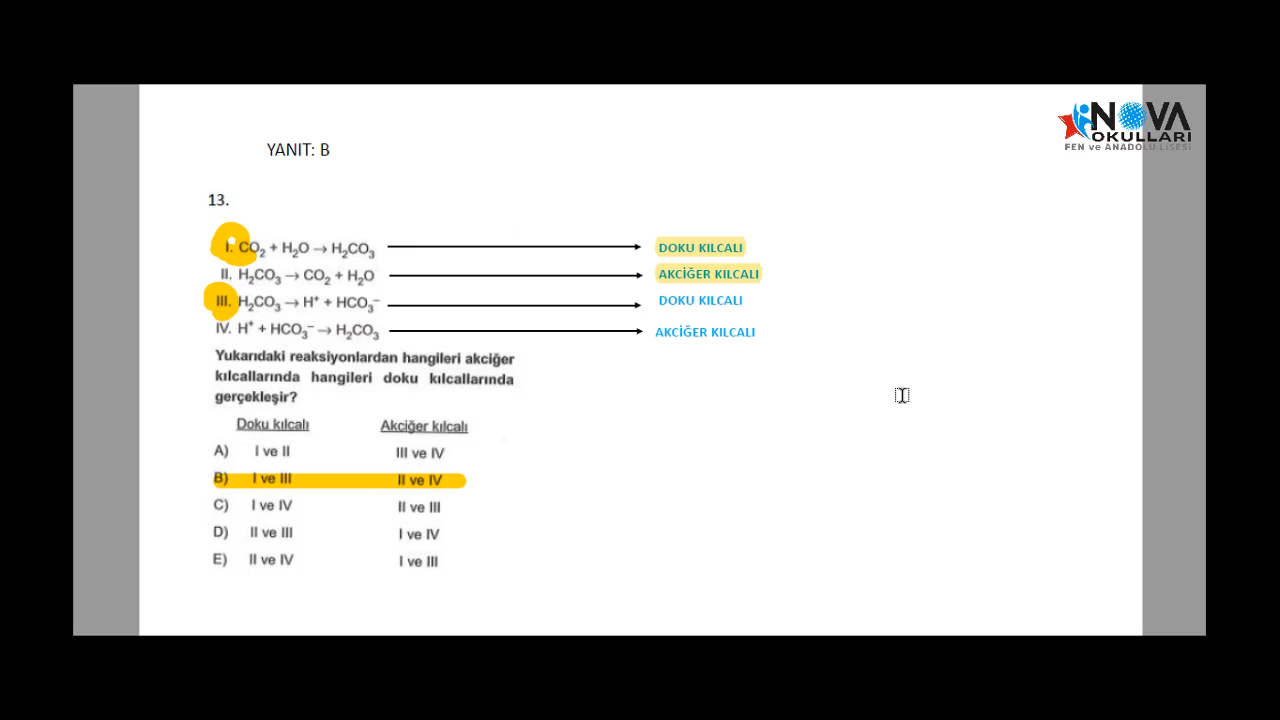 NOVA
OKULLARI
FEN ve ANADOLU LİSESİ
YANIT: B
13.
I. CO₂ + H₂O → H₂CO₃ DOKU KILCALI
II. H₂CO₃ → CO₂ + H₂O AKCİĞER KILCALI
III. H₂CO₃ → H⁺ + HCO₃⁻ DOKU KILCALI
IV. H⁺ + HCO₃⁻ → H₂CO₃ AKCİĞER KILCALI
Yukarıdaki reaksiyonlardan hangileri akciğer
kılcallarında hangileri doku kılcallarında
gerçekleşir?
Doku kılcalı Akciğer kılcalı
A) I ve II III ve IV
B) I ve III II ve IV
C) I ve IV II ve III
D) II ve III I ve IV
E) II ve IV I ve III